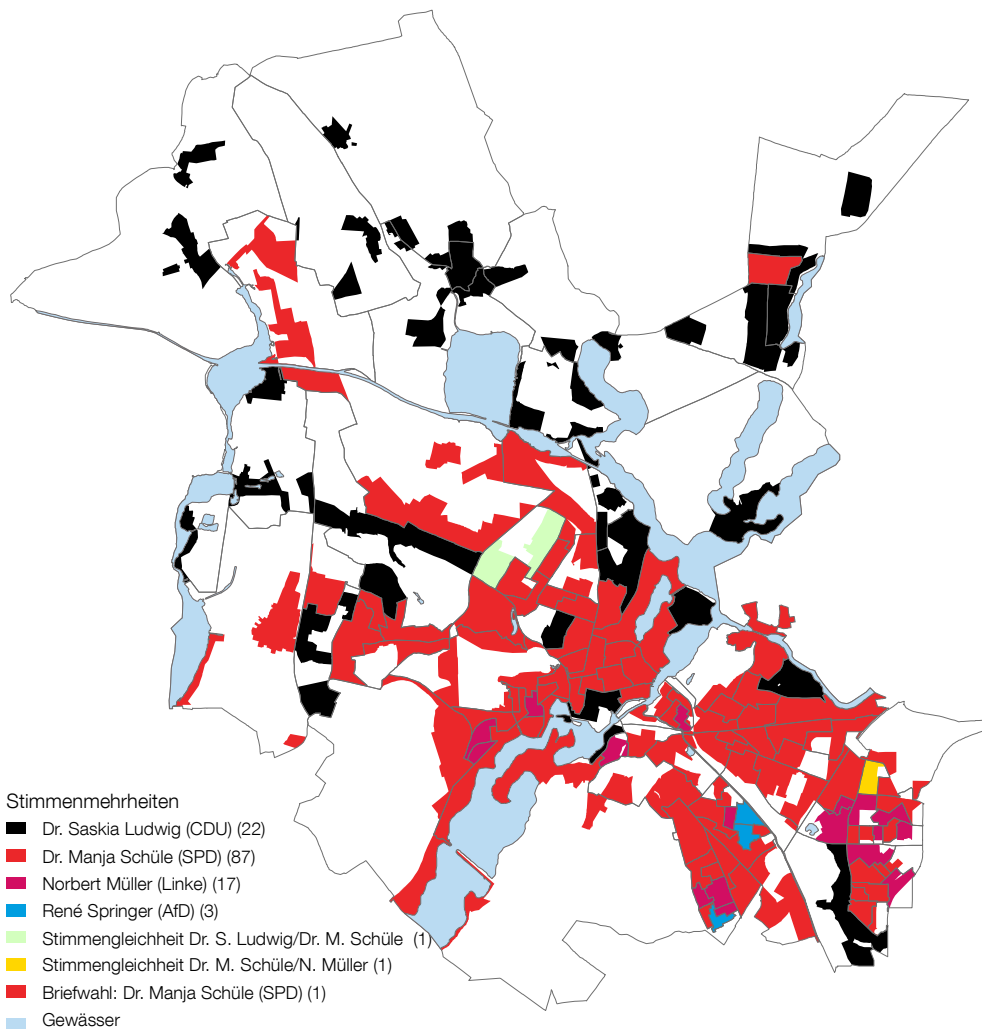 Stimmenmehrheiten
Dr. Saskia Ludwig (CDU) (22)
Dr. Manja Schüle (SPD) (87)
Norbert Müller (Linke) (17)
René Springer (AfD) (3)
Stimmengleichheit Dr. S. Ludwig/Dr. M. Schüle (1)
Stimmengleichheit Dr. M. Schüle/N. Müller (1)
Briefwahl: Dr. Manja Schüle (SPD) (1)
Gewässer